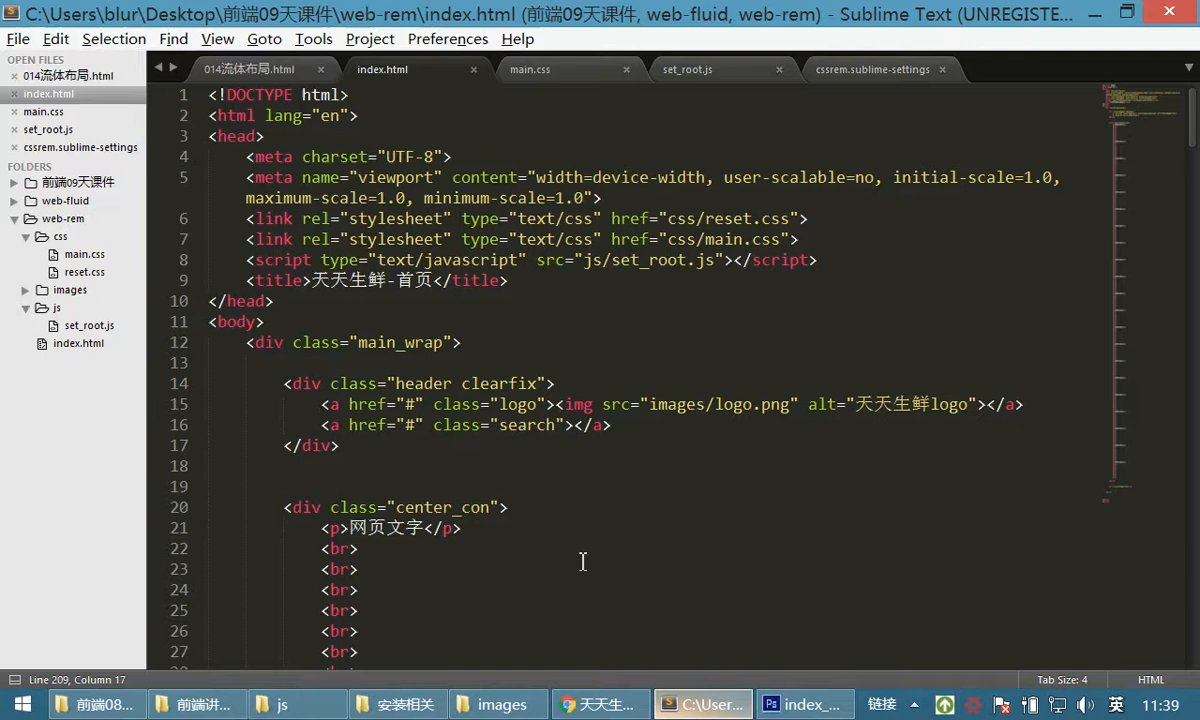 C:\Users\blur\Desktop\前端09天课件\web-rem\index.html (前端09天课件, web-fluid, web-rem) - Sublime Text (UNREGISTE...
File Edit Selection Find View Goto Tools Project Preferences Help
OPEN FILES
014流体布局.html
index.html
main.css
set_root.js
cssrem.sublime-settings
FOLDERS
前端09天课件
web-fluid
web-rem
css
main.css
reset.css
images
js
set_root.js
index.html
014流体布局.html index.html main.css set_root.js cssrem.sublime-settings
1 <!DOCTYPE html>
2 <html lang="en">
3 <head>
4 <meta charset="UTF-8">
5 <meta name="viewport" content="width=device-width, user-scalable=no, initial-scale=1.0,
maximum-scale=1.0, minimum-scale=1.0">
6 <link rel="stylesheet" type="text/css" href="css/reset.css">
7 <link rel="stylesheet" type="text/css" href="css/main.css">
8 <script type="text/javascript" src="js/set_root.js"></script>
9 <title>天天生鲜-首页</title>
10 </head>
11 <body>
12 <div class="main_wrap">
13
14 <div class="header clearfix">
15 <a href="#" class="logo"><img src="images/logo.png" alt="天天生鲜logo"></a>
16 <a href="#" class="search"></a>
17 </div>
18
19
20 <div class="center_con">
21 <p>网页文字</p>
22 <br>
23 <br>
24 <br>
25 <br>
26 <br>
27 <br>
Line 209, Column 17 Tab Size: 4 HTML
前端08... 前端讲... js 安装相关 images 天天生... C:\User... index_... 链接 英 11:39